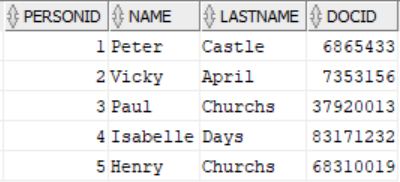 PERSONID NAME LASTNAME DOCID
1 Peter Castle 6865433
2 Vicky April 7353156
3 Paul Churchs 37920013
4 Isabelle Days 83171232
5 Henry Churchs 68310019